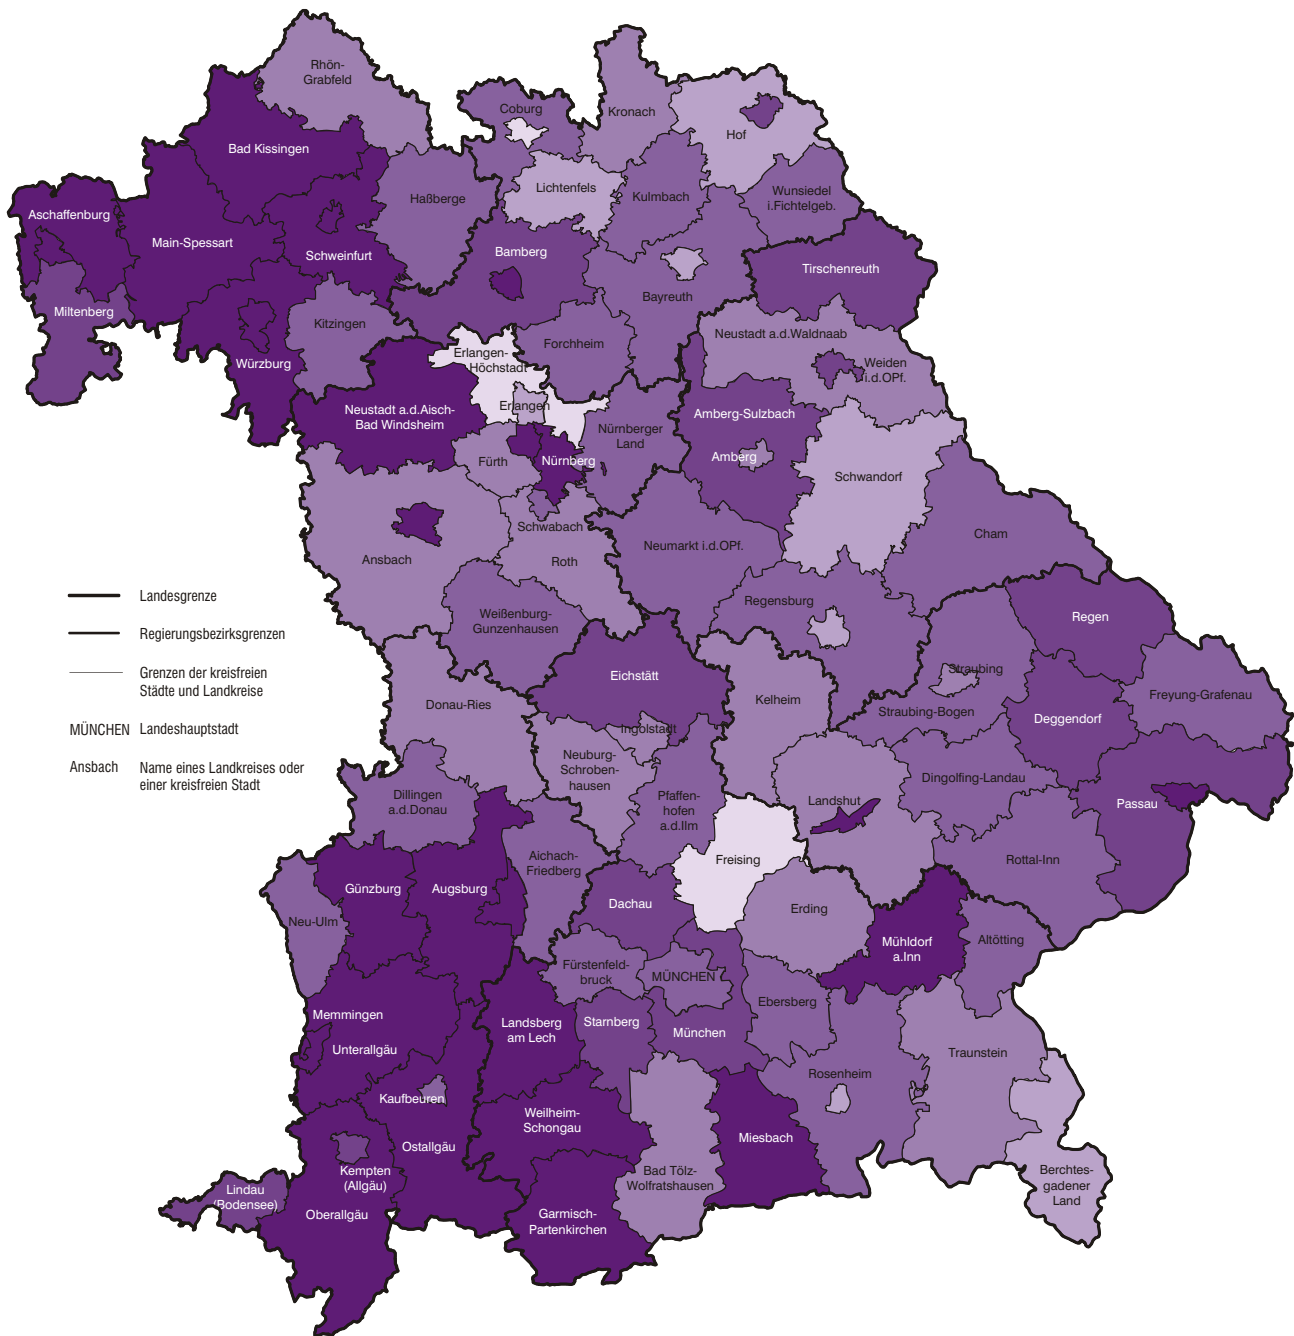 Rhön-
Grabfeld
Coburg
Kronach
Hof
Bad Kissingen
Lichtenfels
Kulmbach
Wunsiedel
i.Fichtelgeb.
Haßberge
Aschaffenburg
Main-Spessart
Schweinfurt
Bamberg
Tirschenreuth
Bayreuth
Miltenberg
Kitzingen
Forchheim
Neustadt a.d.Waldnaab
Würzburg
Erlangen-
Höchstadt
Weiden
i.d.OPf.
Neustadt a.d.Aisch-
Bad Windsheim
Erlangen
Nürnberger
Land
Amberg-Sulzbach
Fürth
Nürnberg
Amberg
Schwandorf
Schwabach
Cham
Ansbach
Roth
Neumarkt i.d.OPf.
Landesgrenze
Regierungsbezirksgrenzen
Grenzen der kreisfreien
Städte und Landkreise
MÜNCHEN Landeshauptstadt
Ansbach Name eines Landkreises oder
einer kreisfreien Stadt
Weißenburg-
Gunzenhausen
Regensburg
Regen
Eichstätt
Straubing
Kelheim
Freyung-Grafenau
Donau-Ries
Straubing-Bogen
Deggendorf
Ingolstadt
Neuburg-
Schroben-
hausen
Dingolfing-Landau
Dillingen
a.d.Donau
Pfaffen-
hofen
a.d.Ilm
Landshut
Passau
Aichach-
Friedberg
Freising
Rottal-Inn
Günzburg
Augsburg
Dachau
Erding
Neu-Ulm
Mühldorf
a.Inn
Altötting
Fürstenfeld-
bruck
MÜNCHEN
Ebersberg
Memmingen
Landsberg
am Lech
Starnberg
München
Unterallgäu
Traunstein
Rosenheim
Kaufbeuren
Weilheim-
Schongau
Miesbach
Ostallgäu
Kempten
(Allgäu)
Bad Tölz-
Wolfratshausen
Berchtes-
gadener
Land
Lindau
(Bodensee)
Oberallgäu
Garmisch-
Partenkirchen